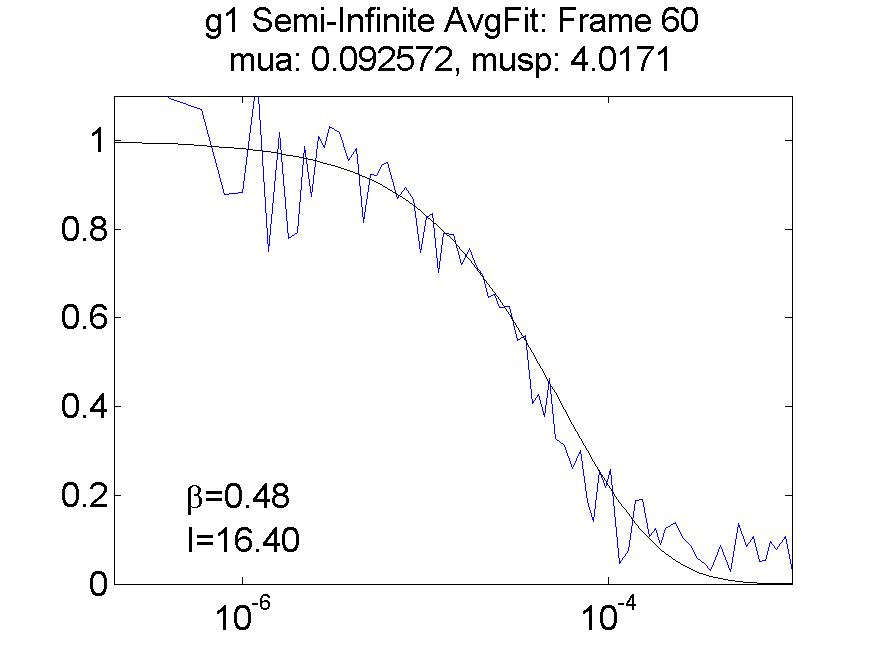 g1 Semi-Infinite AvgFit: Frame 60
mua: 0.092572, musp: 4.0171
1
0.8
0.6
0.4
0.2
0
β=0.48
I=16.40
10^-6
10^-4